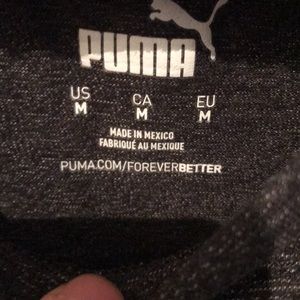 PUMA
US CA EU
M M M
MADE IN MEXICO
FABRIQUÉ AU MEXIQUE
PUMA.COM/FOREVERBETTER